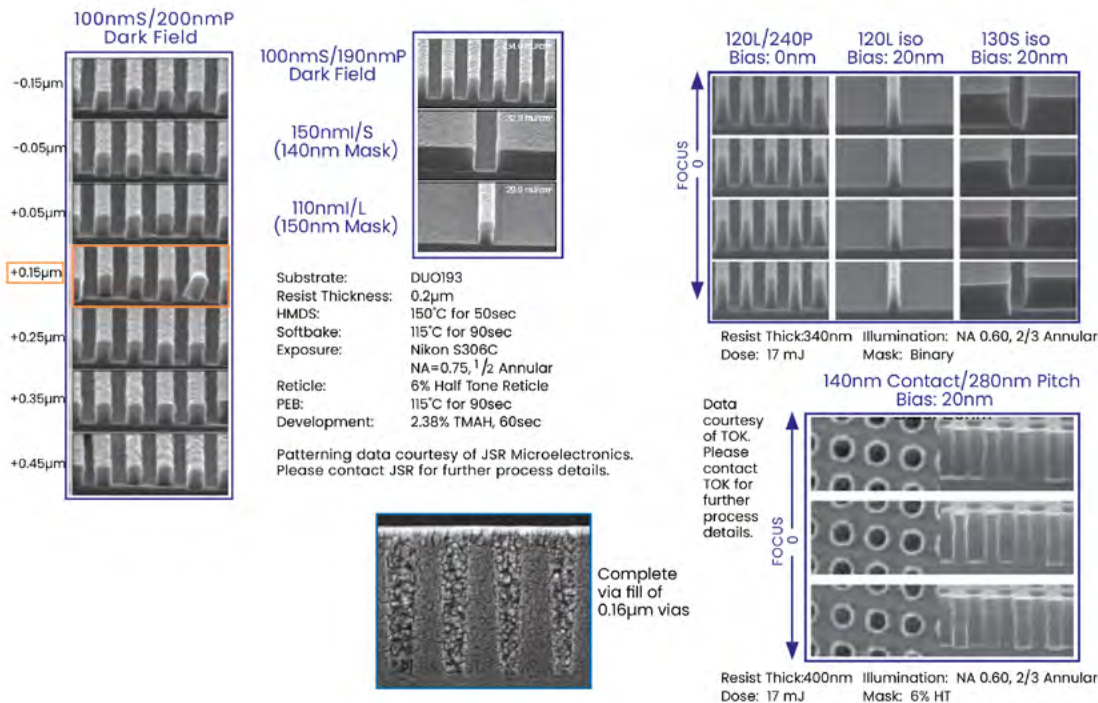 100nmS/200nmP
Dark Field
-0.15µm
-0.05µm
+0.05µm
+0.15µm
+0.25µm
+0.35µm
+0.45µm
100nmS/190nmP
Dark Field
150nmI/S
(140nm Mask)
110nmI/L
(150nm Mask)
Substrate: DUO193
Resist Thickness: 0.2µm
HMDS: 150°C for 50sec
Softbake: 115°C for 90sec
Exposure: Nikon S306C
NA=0.75, 1/2 Annular
Reticle: 6% Half Tone Reticle
PEB: 115°C for 90sec
Development: 2.38% TMAH, 60sec
Patterning data courtesy of JSR Microelectronics.
Please contact JSR for further process details.
Complete
via fill of
0.16µm vias
120L/240P
Bias: 0nm
120L iso
Bias: 20nm
130S iso
Bias: 20nm
FOCUS
0
Resist Thick:340nm Illumination: NA 0.60, 2/3 Annular
Dose: 17 mJ Mask: Binary
140nm Contact/280nm Pitch
Bias: 20nm
Data
courtesy
of TOK.
Please
contact
TOK for
further
process
details.
FOCUS
0
Resist Thick:400nm Illumination: NA 0.60, 2/3 Annular
Dose: 17 mJ Mask: 6% HT